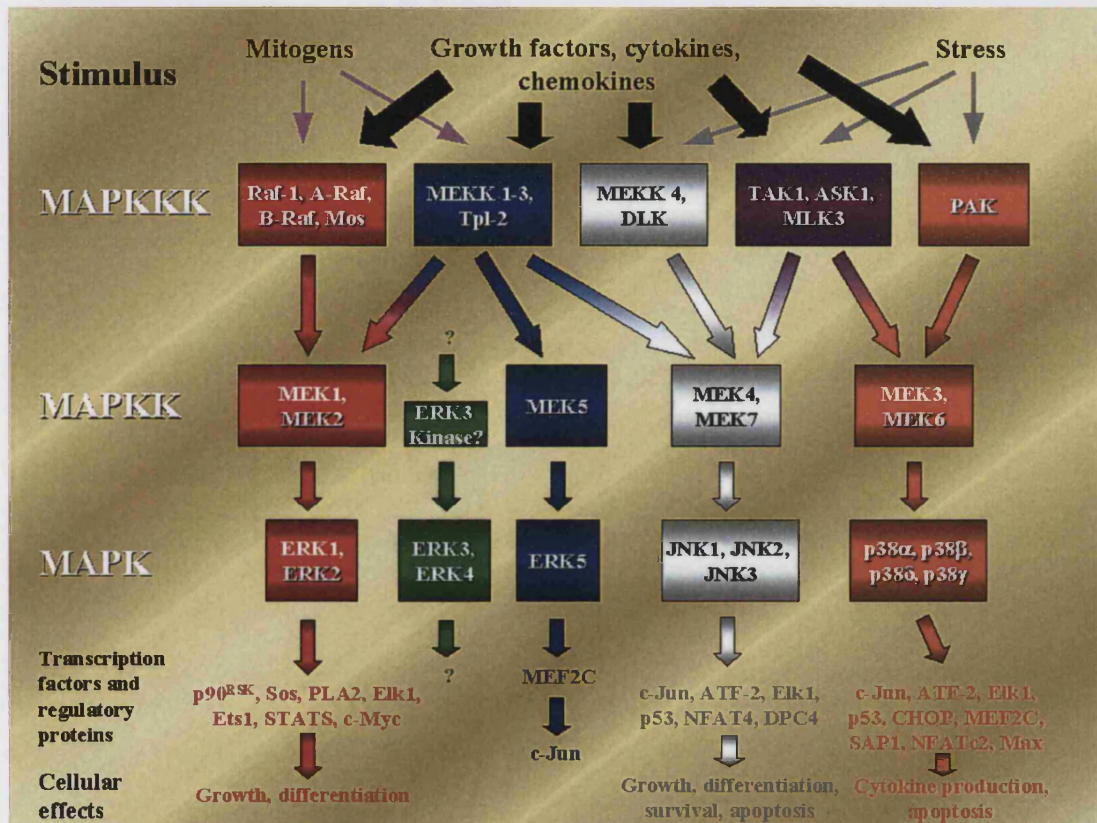 Mitogens
Growth factors, cytokines,
chemokines
Stress
Stimulus
MAPKKK
Raf-1, A-Raf,
B-Raf, Mos
MEKK 1-3,
Tpl-2
MEKK 4,
DLK
TAK1, ASK1,
MLK3
PAK
?
MAPKK
MEK1,
MEK2
ERK3
Kinase?
MEK5
MEK4,
MEK7
MEK3,
MEK6
MAPK
ERK1,
ERK2
ERK3,
ERK4
ERK5
JNK1, JNK2,
JNK3
p38α, p38β,
p38δ, p38γ
Transcription
factors and
regulatory
proteins
p90ᴿˢᴷ, Sos, PLA2, Elk1,
Ets1, STATS, c-Myc
?
MEF2C
c-Jun
c-Jun, ATF-2, Elk1,
p53, NFAT4, DPC4
c-Jun, ATF-2, Elk1,
p53, CHOP, MEF2C,
SAP1, NFATc2, Max
Cellular
effects
Growth, differentiation
Growth, differentiation,
survival, apoptosis
Cytokine production,
apoptosis